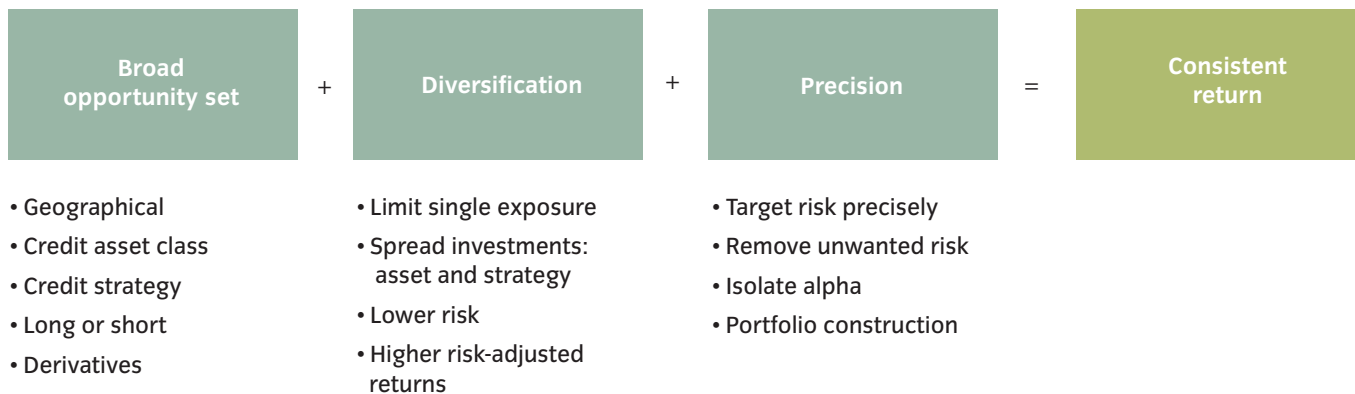 Broad
opportunity set
+
Diversification
+
Precision
=
Consistent
return
• Geographical
• Credit asset class
• Credit strategy
• Long or short
• Derivatives
• Limit single exposure
• Spread investments:
asset and strategy
• Lower risk
• Higher risk-adjusted
returns
• Target risk precisely
• Remove unwanted risk
• Isolate alpha
• Portfolio construction